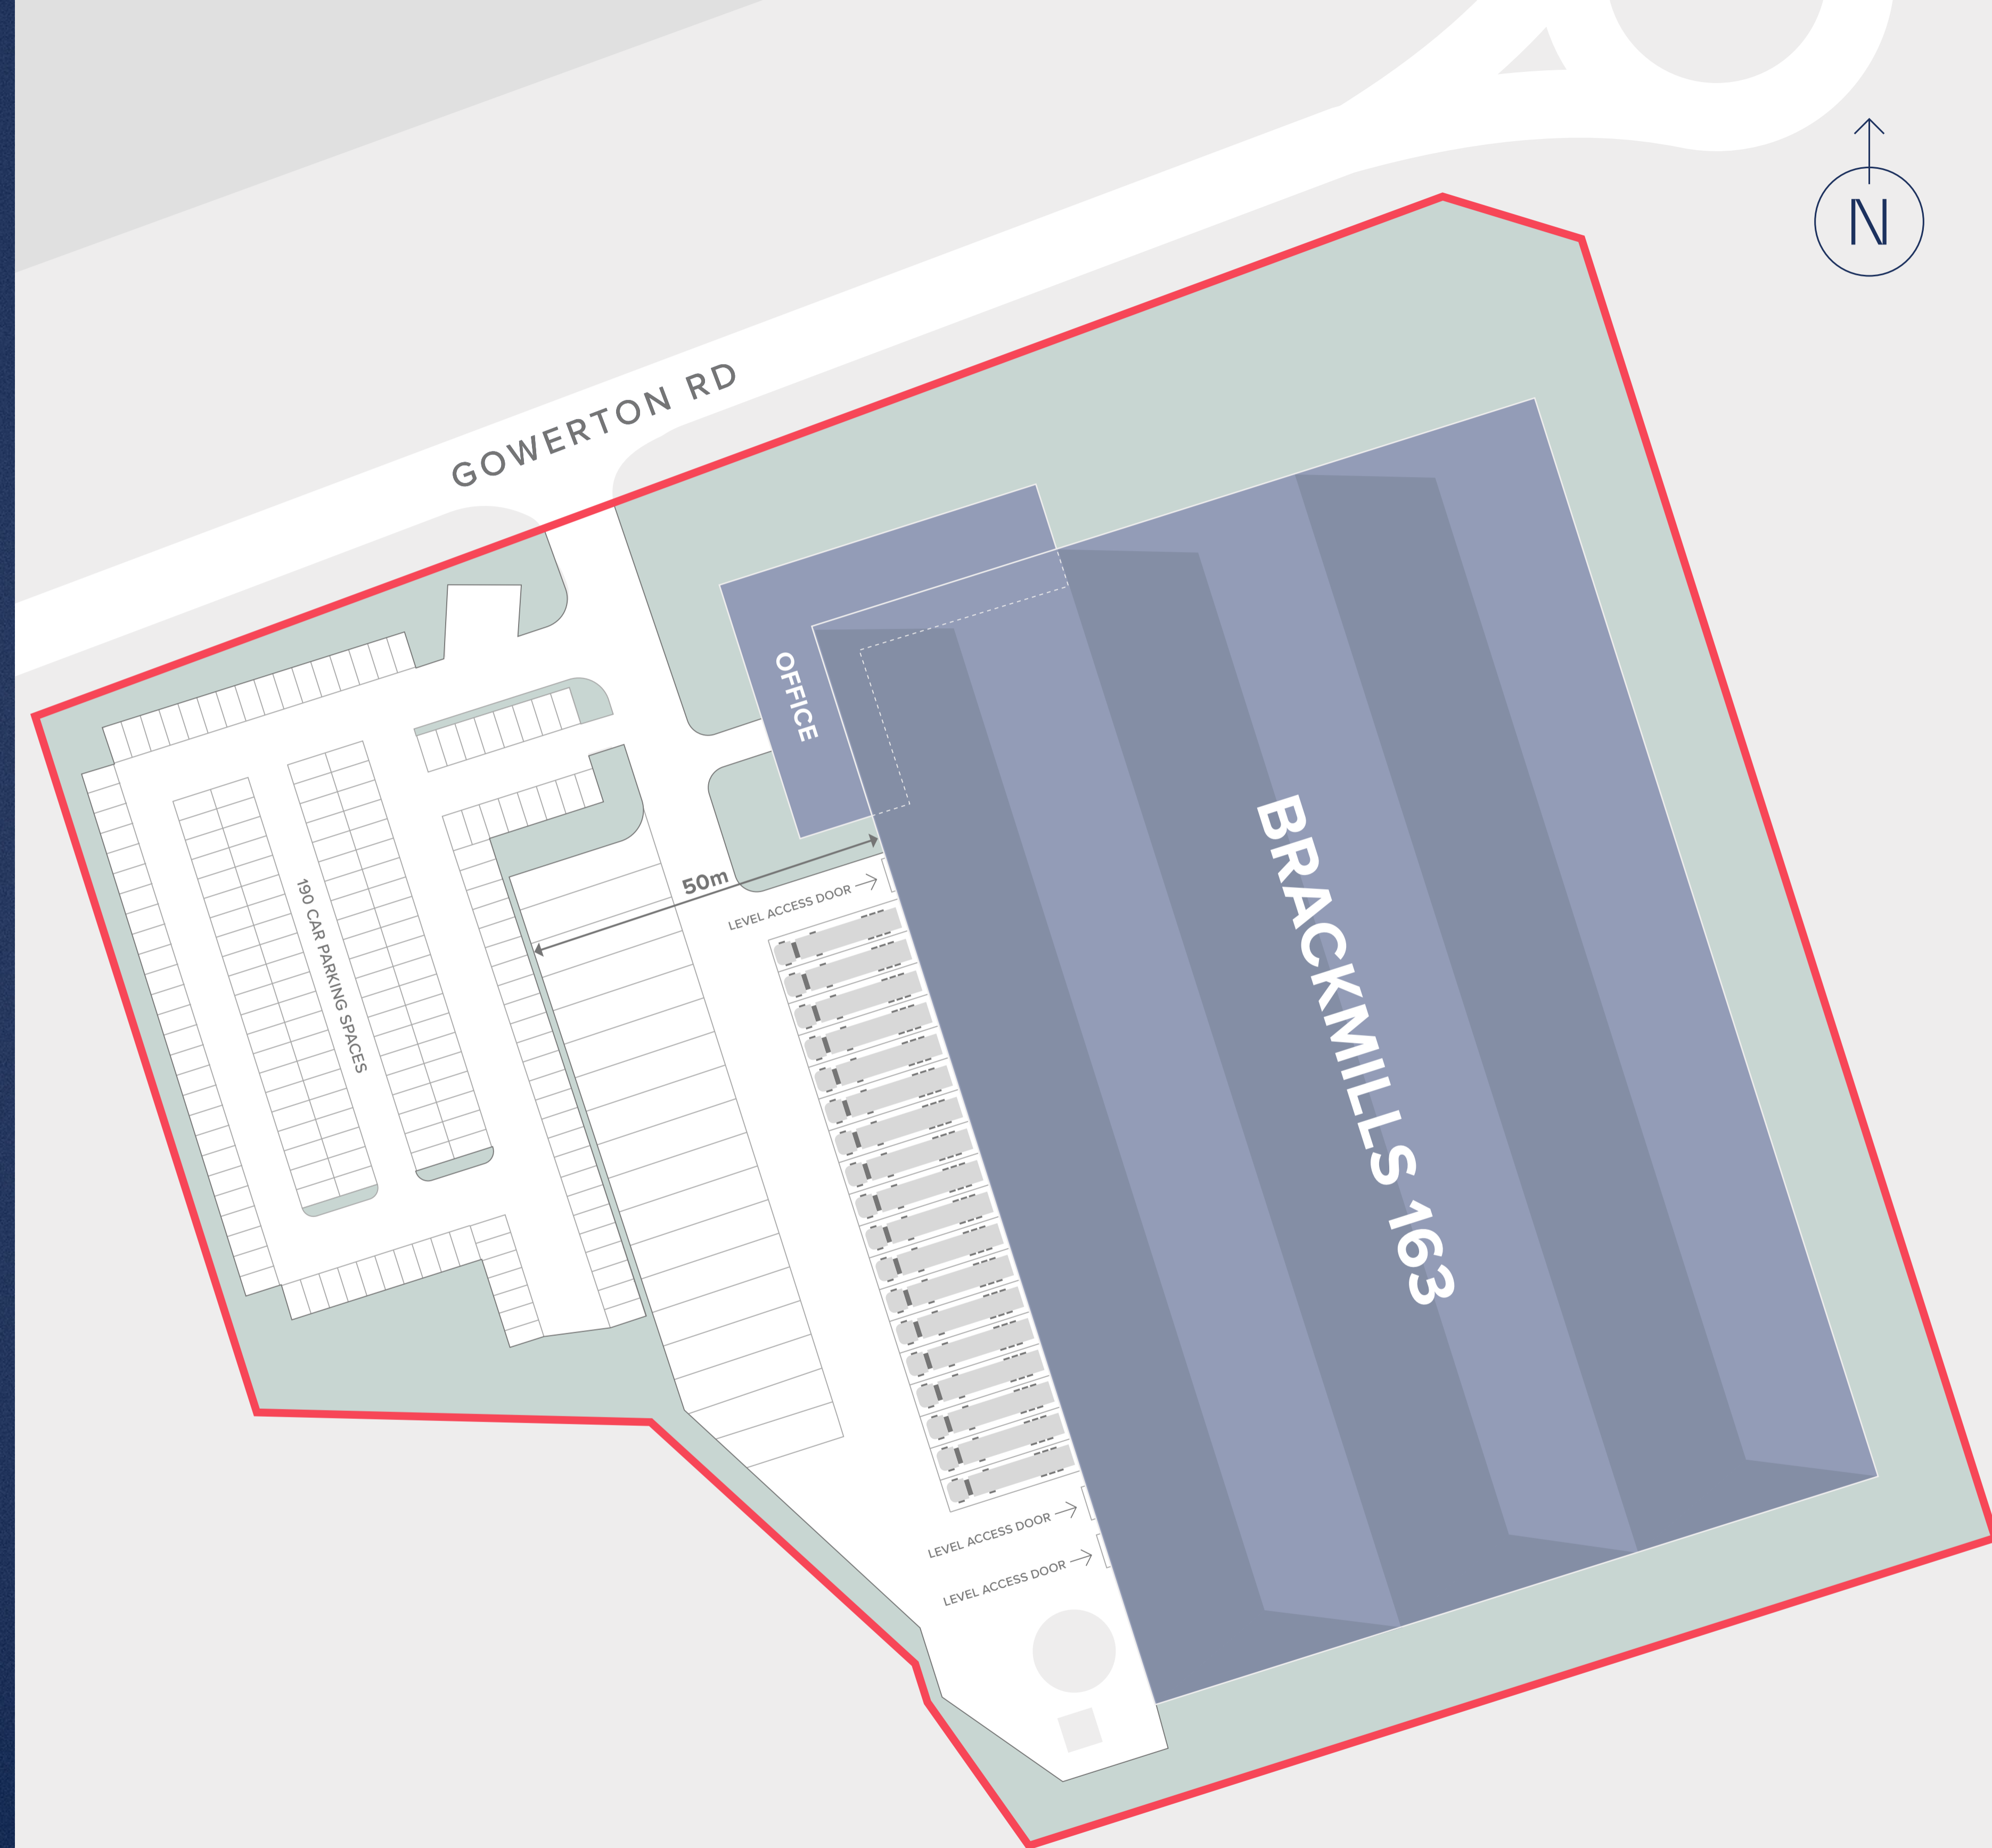 N
GOWERTON RD
OFFICE
50m
LEVEL ACCESS DOOR
190 CAR PARKING SPACES
BRACKMILLS 163
LEVEL ACCESS DOOR
LEVEL ACCESS DOOR